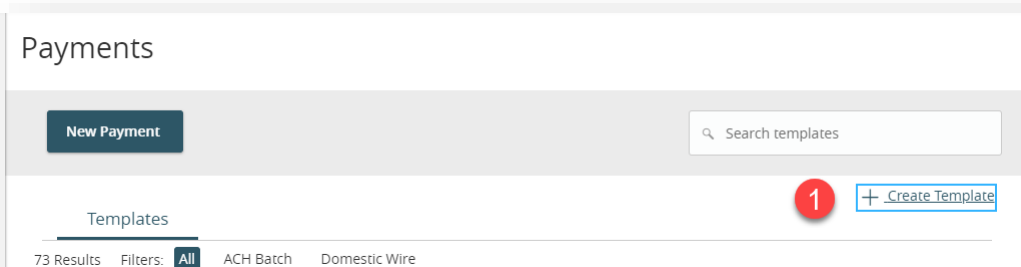 Payments
New Payment
Search templates
1
+ Create Template
Templates
73 Results Filters: All ACH Batch Domestic Wire